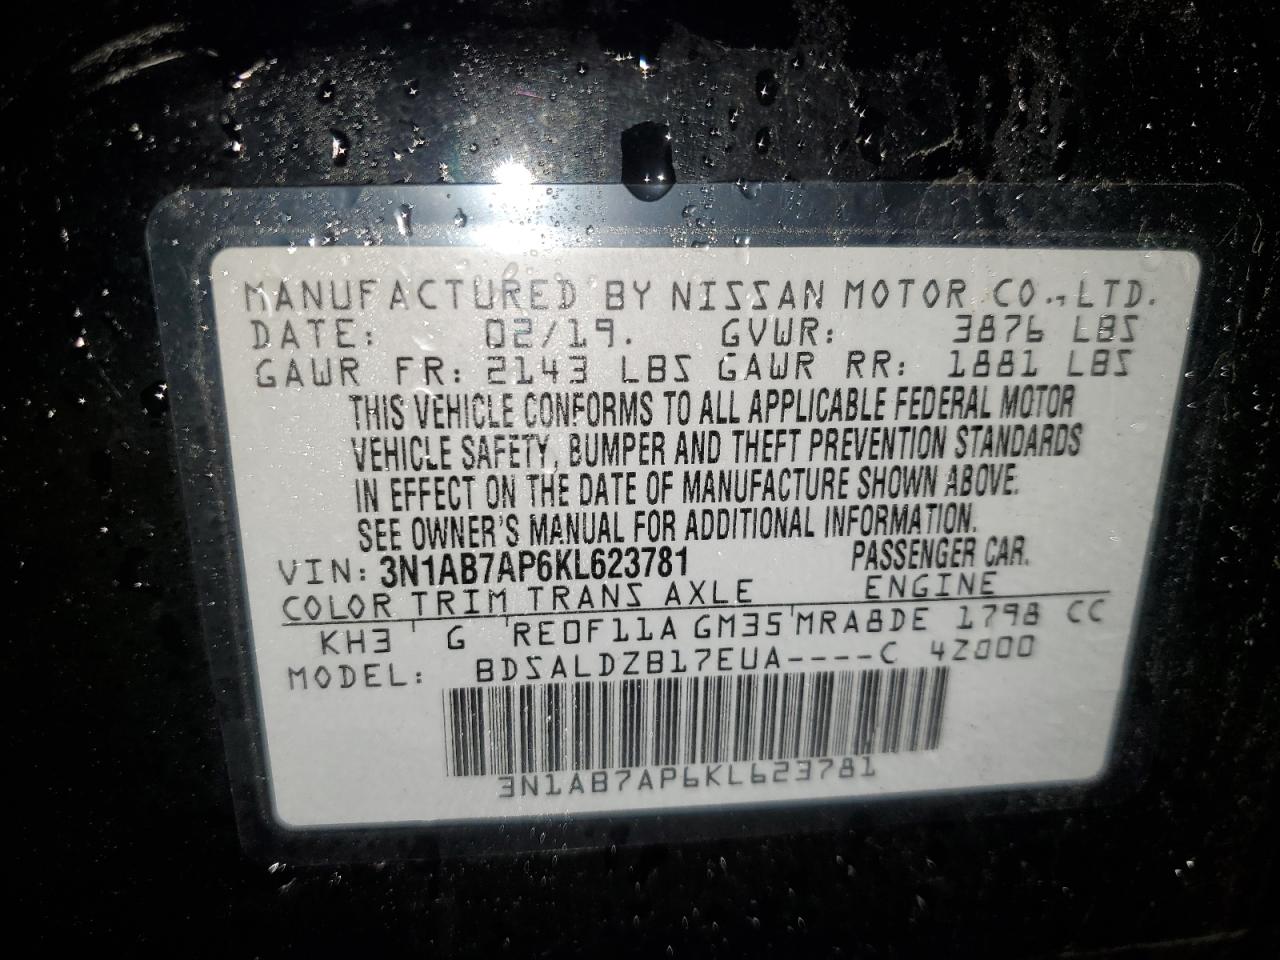 MANUFACTURED BY NISSAN MOTOR CO., LTD.
DATE: 02/19. GVWR: 3876 LBS
GAWR FR: 2143 LBS GAWR RR: 1881 LBS
THIS VEHICLE CONFORMS TO ALL APPLICABLE FEDERAL MOTOR
VEHICLE SAFETY, BUMPER AND THEFT PREVENTION STANDARDS
IN EFFECT ON THE DATE OF MANUFACTURE SHOWN ABOVE.
SEE OWNER'S MANUAL FOR ADDITIONAL INFORMATION.
VIN: 3N1AB7AP6KL623781 PASSENGER CAR.
COLOR TRIM TRANS AXLE ENGINE
KH3 ' G 'RE0F11A GM35'MRA8DE 1798 CC
MODEL: BDSALDZB17EUA----C 4Z000
3N1AB7AP6KL623781